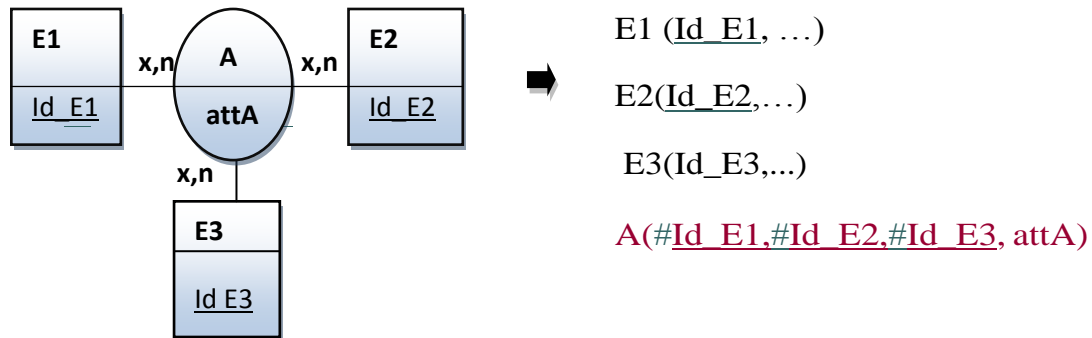 E1
Id_E1
x,n
A
attA
x,n
E2
Id_E2
x,n
E3
Id E3
E1 (Id_E1, …)
E2(Id_E2,…)
E3(Id_E3,...)
A(#Id_E1,#Id_E2,#Id_E3, attA)